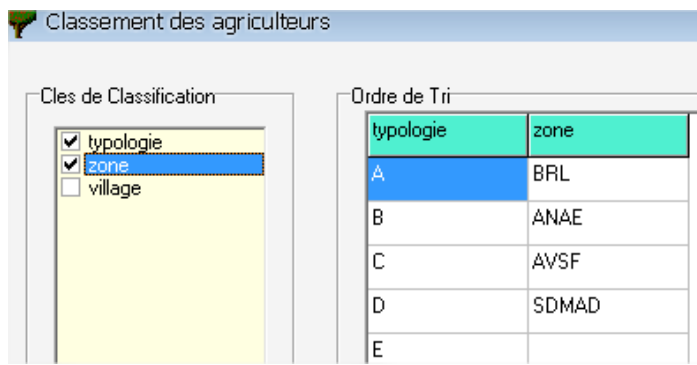 Classement des agriculteurs
Cles de Classification
typologie
zone
village
Ordre de Tri
typologie zone
A BRL
B ANAE
C AVSF
D SDMAD
E